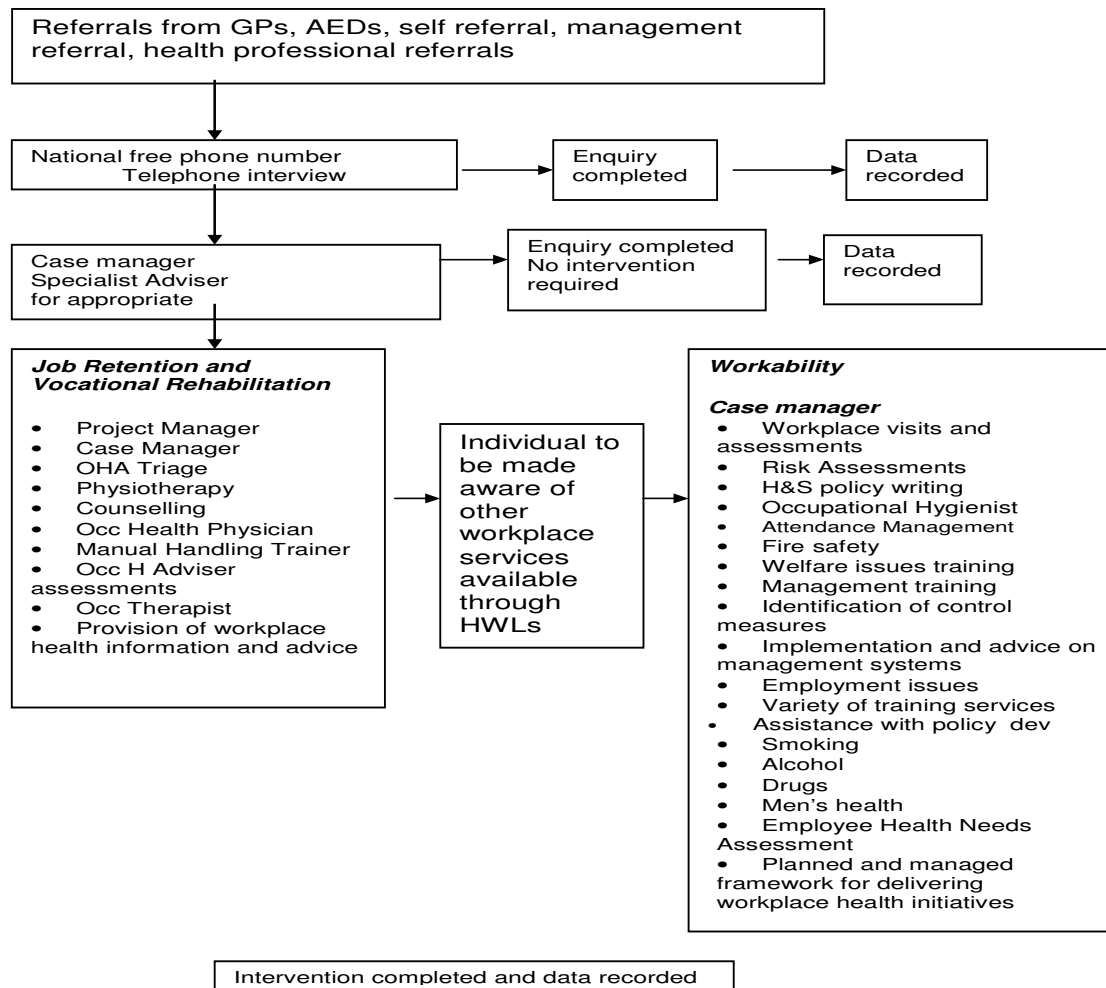 Referrals from GPs, AEDs, self referral, management
referral, health professional referrals
National free phone number
Telephone interview
Enquiry
completed
Data
recorded
Case manager
Specialist Adviser
for appropriate
Enquiry completed
No intervention
required
Data
recorded
Job Retention and
Vocational Rehabilitation
• Project Manager
• Case Manager
• OHA Triage
• Physiotherapy
• Counselling
• Occ Health Physician
• Manual Handling Trainer
• Occ H Adviser
assessments
• Occ Therapist
• Provision of workplace
health information and advice
Individual to
be made
aware of
other
workplace
services
available
through
HWLs
Workability
Case manager
• Workplace visits and
assessments
• Risk Assessments
• H&S policy writing
• Occupational Hygienist
• Attendance Management
• Fire safety
• Welfare issues training
• Management training
• Identification of control
measures
• Implementation and advice on
management systems
• Employment issues
• Variety of training services
• Assistance with policy dev
• Smoking
• Alcohol
• Drugs
• Men's health
• Employee Health Needs
Assessment
• Planned and managed
framework for delivering
workplace health initiatives
Intervention completed and data recorded